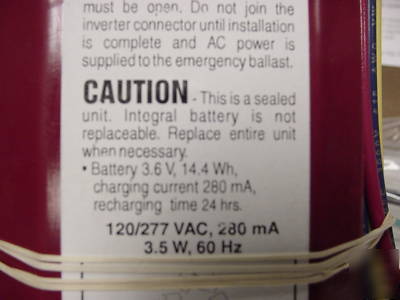 must be open. Do not join the
inverter connector until installation
is complete and AC power is
supplied to the emergency ballast.
CAUTION - This is a sealed
unit. Integral battery is not
replaceable. Replace entire unit
when necessary.
• Battery 3.6 V, 14.4 Wh,
charging current 280 mA,
recharging time 24 hrs.
120/277 VAC, 280 mA
3.5 W, 60 Hz